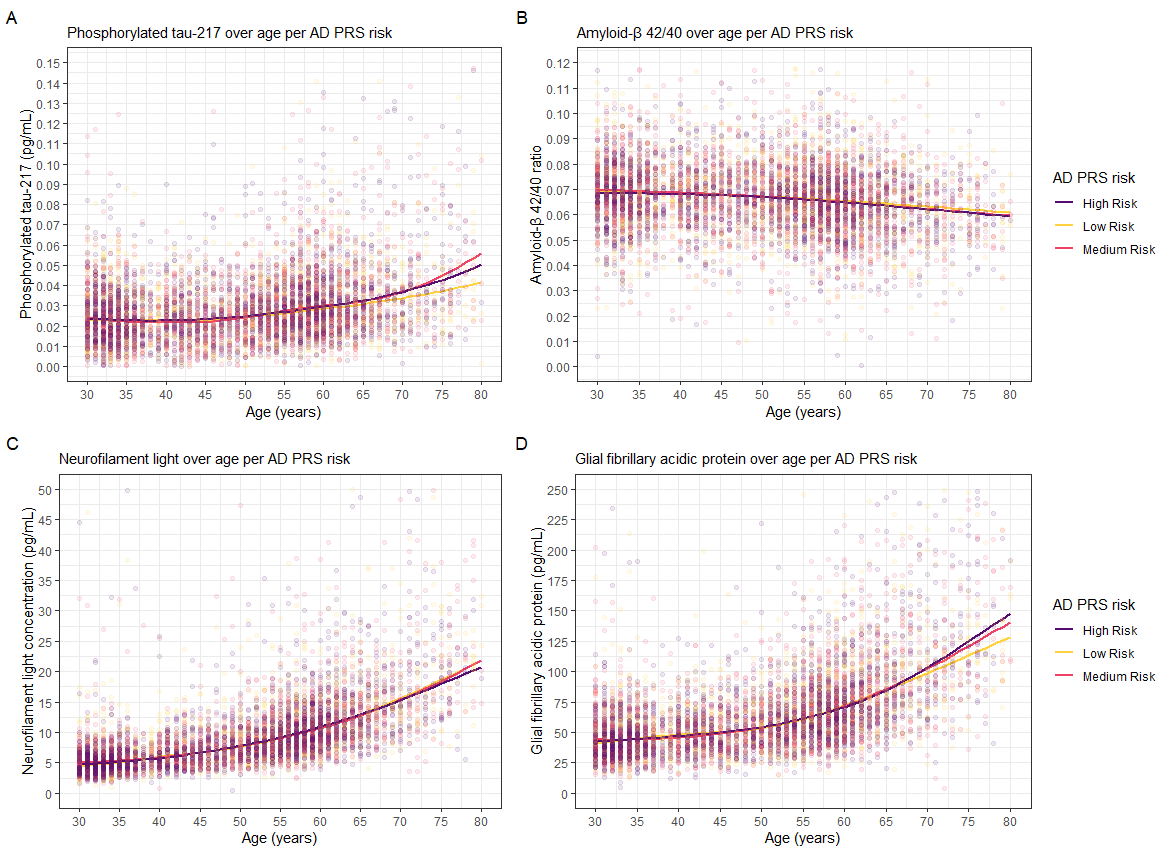 A
Phosphorylated tau-217 over age per AD PRS risk
Phosphorylated tau-217 (pg/mL)
0.15
0.14
0.13
0.12
0.11
0.10
0.09
0.08
0.07
0.06
0.05
0.04
0.03
0.02
0.01
0.00
30 35 40 45 50 55 60 65 70 75 80
Age (years)
B
Amyloid-β 42/40 over age per AD PRS risk
Amyloid-β 42/40 ratio
0.12
0.11
0.10
0.09
0.08
0.07
0.06
0.05
0.04
0.03
0.02
0.01
0.00
30 35 40 45 50 55 60 65 70 75 80
Age (years)
AD PRS risk
High Risk
Low Risk
Medium Risk
C
Neurofilament light over age per AD PRS risk
Neurofilament light concentration (pg/mL)
50
45
40
35
30
25
20
15
10
5
0
30 35 40 45 50 55 60 65 70 75 80
Age (years)
D
Glial fibrillary acidic protein over age per AD PRS risk
Glial fibrillary acidic protein (pg/mL)
250
225
200
175
150
125
100
75
50
25
0
30 35 40 45 50 55 60 65 70 75 80
Age (years)
AD PRS risk
High Risk
Low Risk
Medium Risk